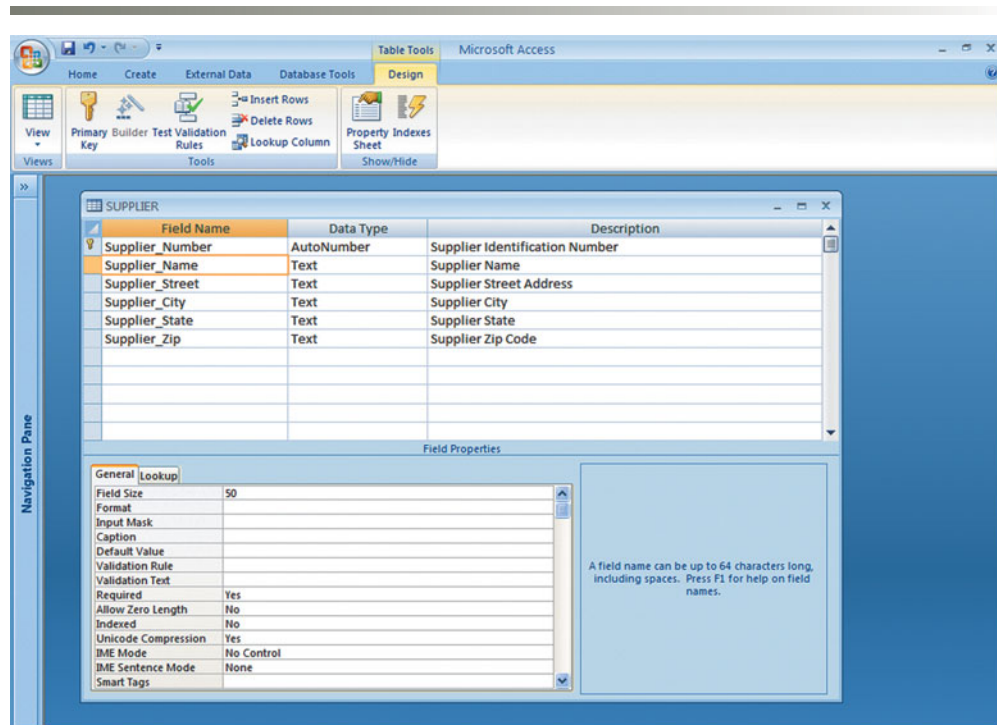 Table Tools Microsoft Access
Home Create External Data Database Tools Design
View
Views
Primary Key
Builder
Test Validation Rules
Insert Rows
Delete Rows
Lookup Column
Tools
Property Sheet
Indexes
Show/Hide
Navigation Pane
SUPPLIER
Field Name Data Type Description
Supplier_Number AutoNumber Supplier Identification Number
Supplier_Name Text Supplier Name
Supplier_Street Text Supplier Street Address
Supplier_City Text Supplier City
Supplier_State Text Supplier State
Supplier_Zip Text Supplier Zip Code
Field Properties
General Lookup
Field Size 50
Format
Input Mask
Caption
Default Value
Validation Rule
Validation Text
Required Yes
Allow Zero Length No
Indexed No
Unicode Compression Yes
IME Mode No Control
IME Sentence Mode None
Smart Tags
A field name can be up to 64 characters long,
including spaces. Press F1 for help on field
names.